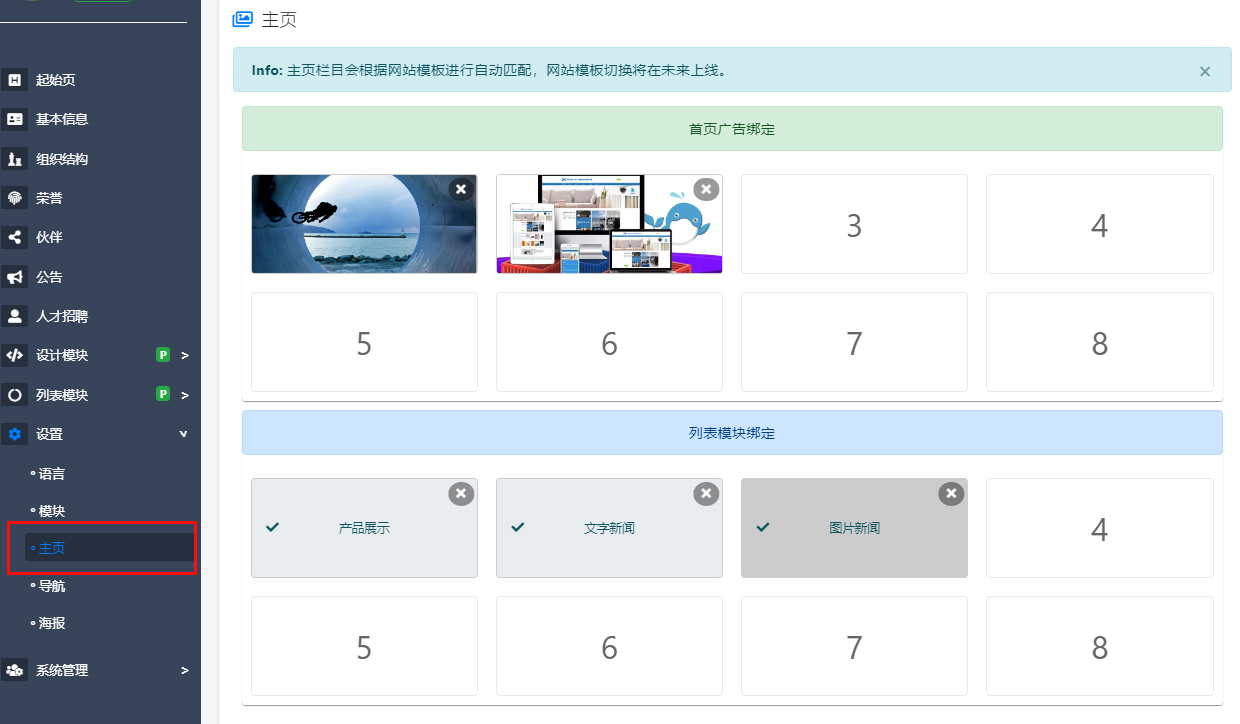 主页
Info: 主页栏目会根据网站模板进行自动匹配，网站模板切换将在未来上线。
×
起始页
基本信息
组织结构
荣誉
伙伴
公告
人才招聘
设计模块 P >
列表模块 P >
设置 v
语言
模块
主页
导航
海报
系统管理 >
首页广告绑定
3
4
5
6
7
8
列表模块绑定
产品展示
文字新闻
图片新闻
4
5
6
7
8